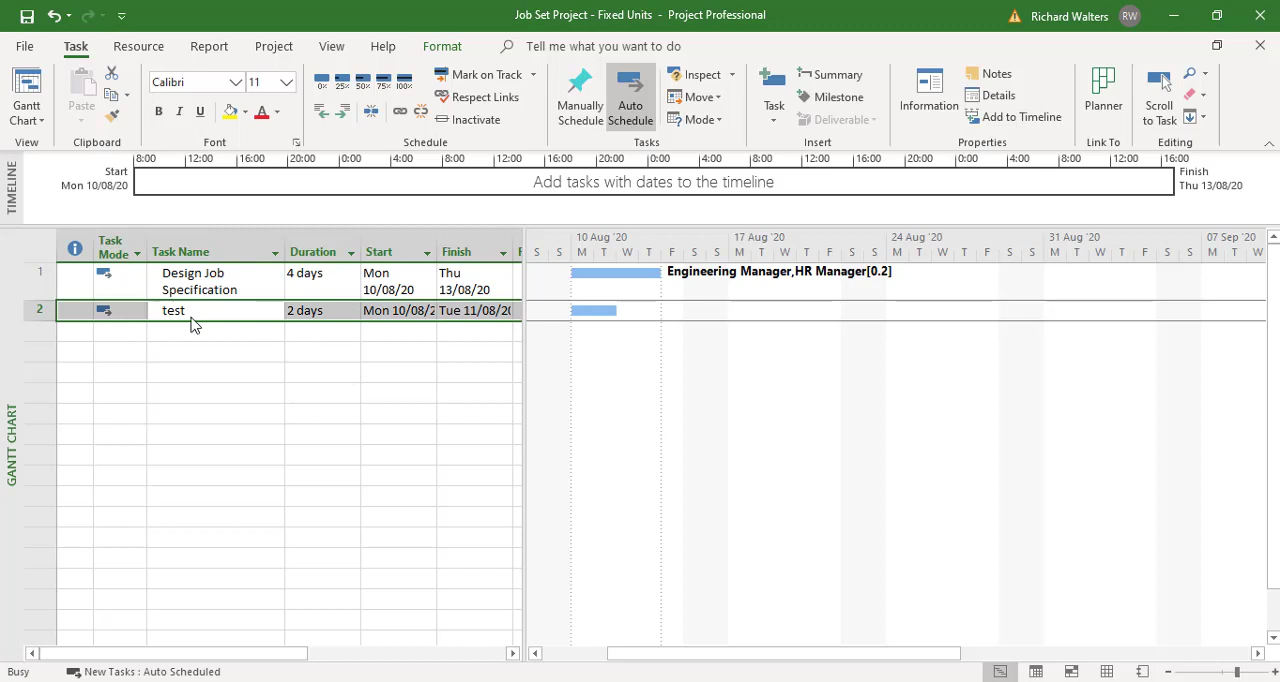 Job Set Project - Fixed Units - Project Professional
Richard Walters RW
File Task Resource Report Project View Help Format Tell me what you want to do
Gantt Chart
Paste
Calibri 11
B I U A
0% 25% 50% 75% 100%
Mark on Track
Respect Links
Inactivate
Manually Schedule
Auto Schedule
Inspect
Move
Mode
Task
Summary
Milestone
Deliverable
Information
Notes
Details
Add to Timeline
Planner
Scroll to Task
View Clipboard Font Schedule Tasks Insert Properties Link To Editing
TIMELINE
8:00 12:00 16:00 20:00 0:00 4:00 8:00 12:00 16:00 20:00 0:00 4:00 8:00 12:00 16:00 20:00 0:00 4:00 8:00 12:00 16:00
Start
Mon 10/08/20
Add tasks with dates to the timeline
Finish
Thu 13/08/20
GANTT CHART
Task Mode Task Name Duration Start Finish
10 Aug '20 17 Aug '20 24 Aug '20 31 Aug '20 07 Sep '20
S S M T W T F S S M T W T F S S M T W T F S S M T W T F S S M T W
1 Design Job Specification 4 days Mon 10/08/20 Thu 13/08/20
Engineering Manager,HR Manager[0.2]
2 test 2 days Mon 10/08/2 Tue 11/08/20
Busy New Tasks : Auto Scheduled